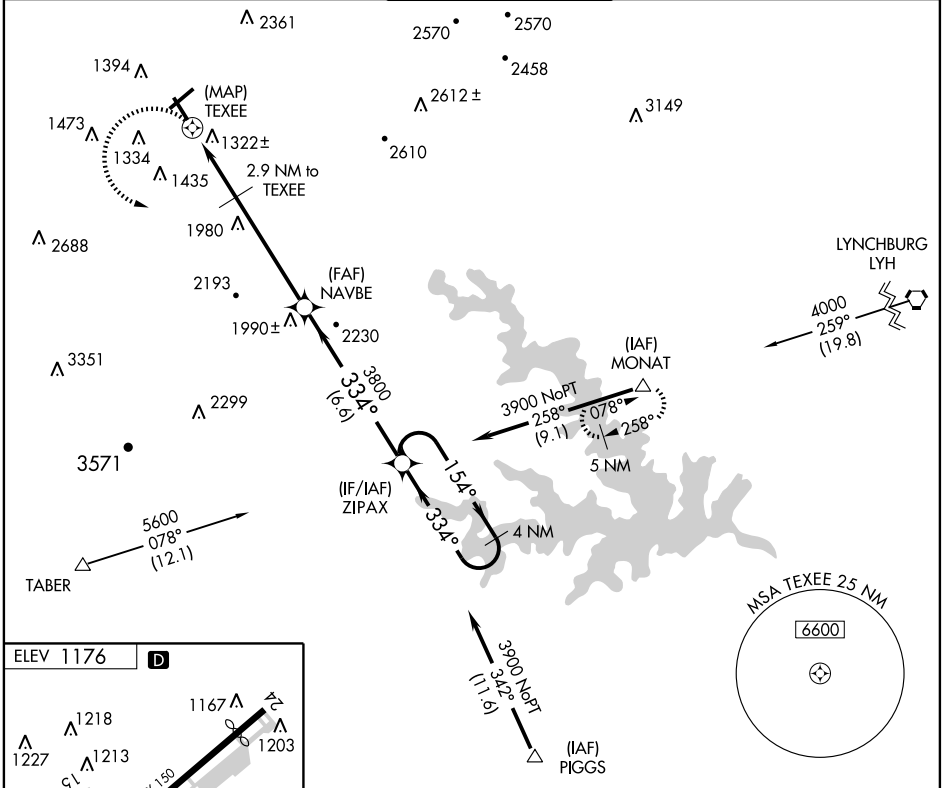 2361
2570
2570
2458
1394
(MAP)
TEXEE
2612 ±
3149
1473
1334
1322±
2610
1435
2.9 NM to
TEXEE
1980
2688
LYNCHBURG
LYH
(FAF)
NAVBE
2193
1990±
2230
4000
259°
(19.8)
(IAF)
MONAT
3351
3800
334°
(6.6)
3900 NoPT
258°
(9.1)
078°
258°
5 NM
2299
3571
(IF/IAF)
ZIPAX
154°
334°
4 NM
5600
078°
(12.1)
TABER
MSA TEXEE 25 NM
6600
3900 NoPT
342°
(11.6)
(IAF)
PIGGS
ELEV 1176
D
1167
24
1218
1203
1227
1213
15
150